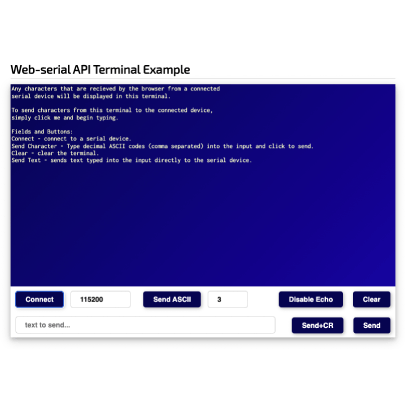 Web-serial API Terminal Example
Any characters that are recieved by the browser from a connected
serial device will be displayed in this terminal.
To send characters from this terminal to the connected device,
simply click me and begin typing.
Fields and Buttons:
Connect - connect to a serial device.
Send Character - Type decimal ASCII codes (comma separated) into the input and click to send.
Clear - clear the terminal.
Send Text - sends text typed into the input directly to the serial device.
Connect 115200 Send ASCII 3 Disable Echo Clear
text to send... Send+CR Send